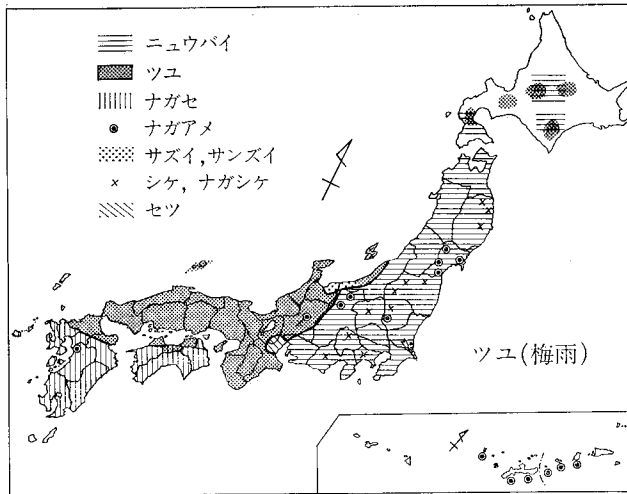 ニュウバイ
ツユ
ナガセ
ナガアメ
サズイ,サンズイ
シケ, ナガシケ
セツ
ツユ(梅雨)